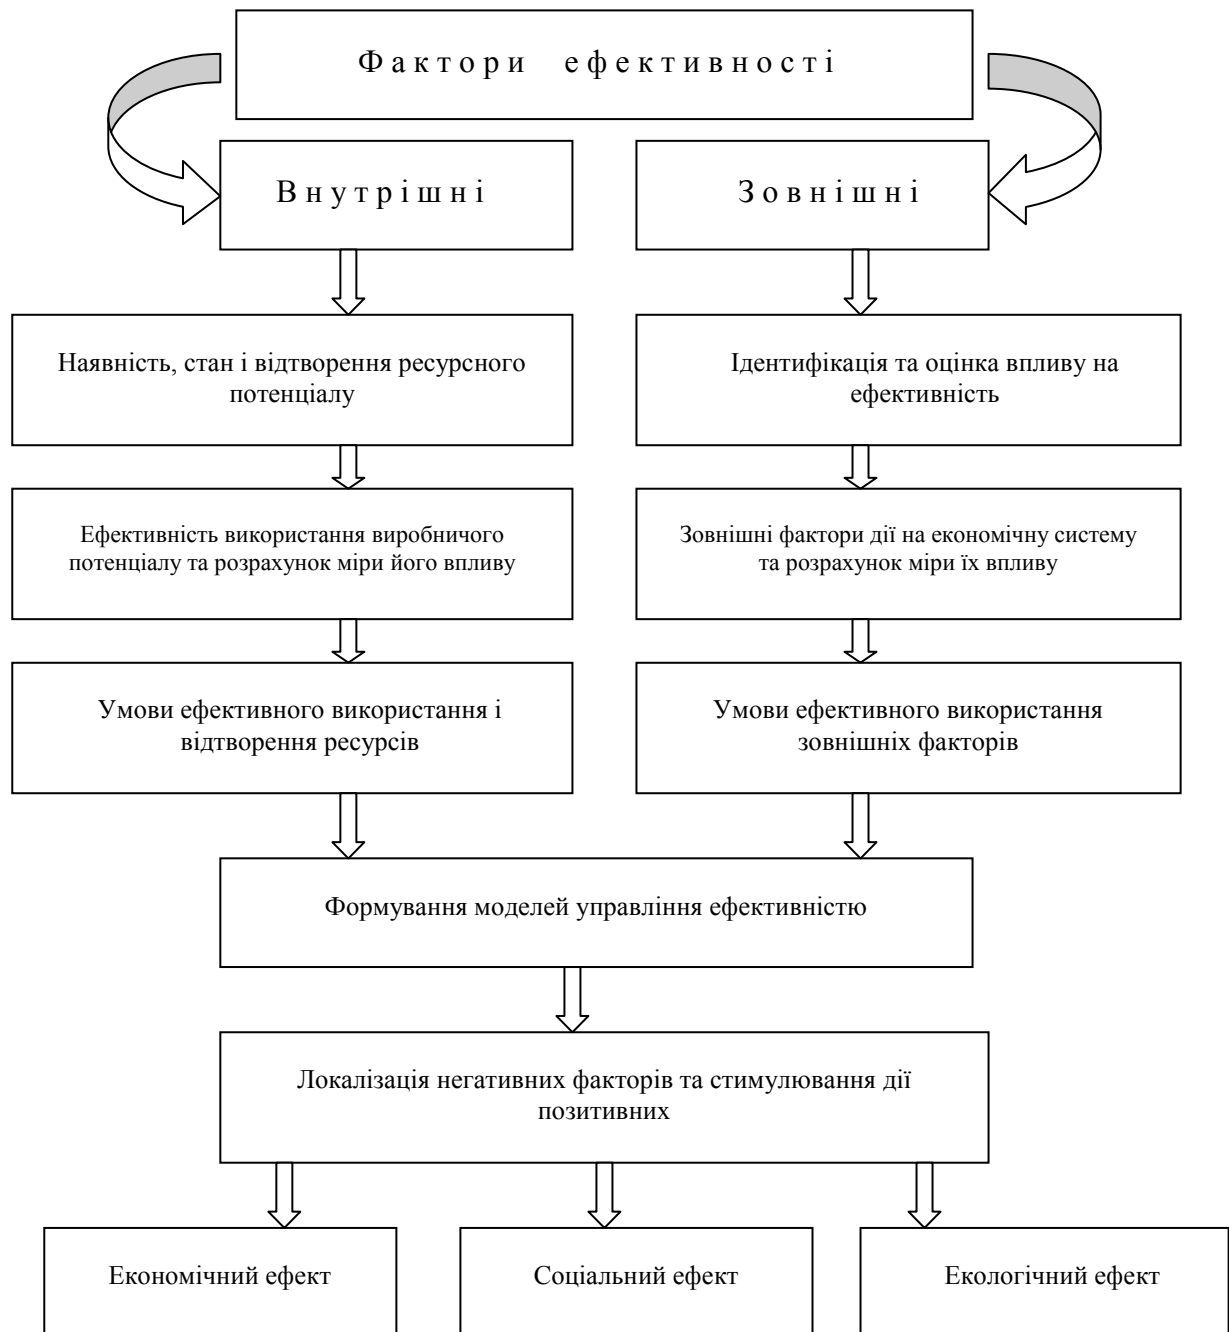 Фактори ефективності
Внутрішні
Зовнішні
Наявність, стан і відтворення ресурсного
потенціалу
Ідентифікація та оцінка впливу на
ефективність
Ефективність використання виробничого
потенціалу та розрахунок міри його впливу
Зовнішні фактори дії на економічну систему
та розрахунок міри їх впливу
Умови ефективного використання і
відтворення ресурсів
Умови ефективного використання
зовнішніх факторів
Формування моделей управління ефективністю
Локалізація негативних факторів та стимулювання дії
позитивних
Економічний ефект
Соціальний ефект
Екологічний ефект